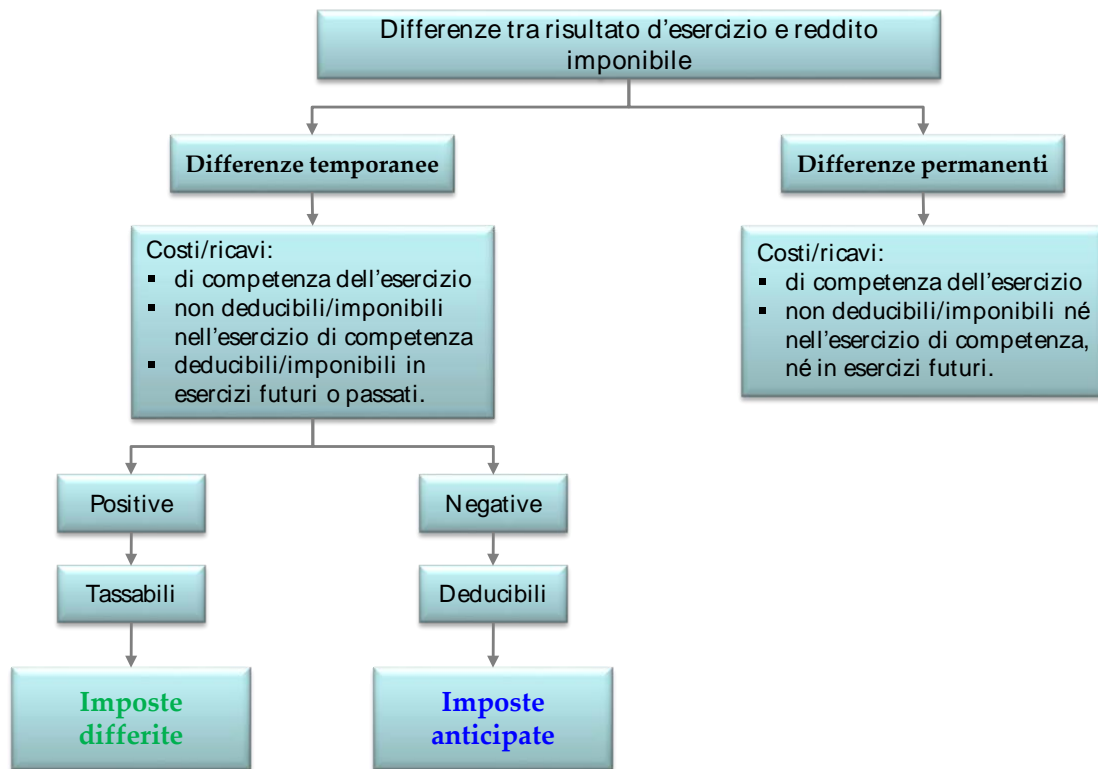 Differenze tra risultato d'esercizio e reddito
imponibile
Differenze temporanee
Differenze permanenti
Costi/ricavi:
▪ di competenza dell'esercizio
▪ non deducibili/imponibili
nell'esercizio di competenza
▪ deducibili/imponibili in
esercizi futuri o passati.
Costi/ricavi:
▪ di competenza dell'esercizio
▪ non deducibili/imponibili né
nell'esercizio di competenza,
né in esercizi futuri.
Positive
Negative
Tassabili
Deducibili
Imposte
differite
Imposte
anticipate